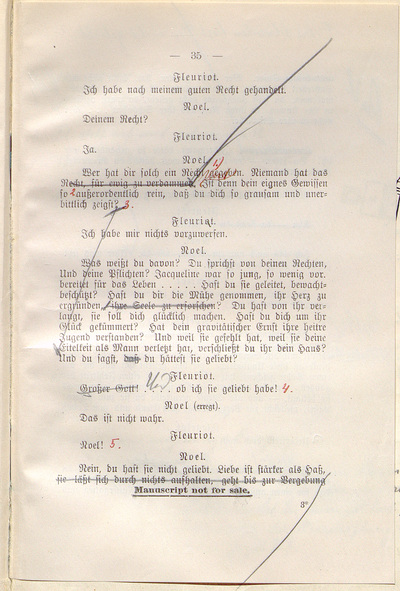 — 35 —
Fleuriot.
Ich habe nach meinem guten Recht gehandelt.
Noel.
Deinem Recht?
Fleuriot.
Ja.
Noel. 1)
Wer hat dir solch ein Recht gegeben. Niemand hat das
Recht, für ewig zu verdammen. Ist denn dein eignes Gewissen
so 2 außerordentlich rein, daß du dich so grausam und uner-
bittlich zeigst? 3.
Fleuriot.
Ich habe mir nichts vorzuwerfen.
Noel.
Was weißt du davon? Du sprichst von deinen Rechten,
Und deine Pflichten? Jacqueline war so jung, so wenig vor-
bereitet für das Leben . . . . . Hast du sie geleitet, bewacht-
beschützt? Hast du dir die Mühe genommen, ihr Herz zu
ergründen, ihre Seele zu erforschen? Du hast von ihr ver-
langt, sie soll dich glücklich machen. Hast du dich um ihr
Glück gekümmert? Hat dein gravitätischer Ernst ihre heitre
Jugend verstanden? Und weil sie gefehlt hat, weil sie deine
Eitelkeit als Mann verletzt hat, verschließt du ihr dein Haus?
Und du sagst, daß du hättest sie geliebt?
Fleuriot.
Großer Gott! . . . . ob ich sie geliebt habe! 4.
Noel (erregt).
Das ist nicht wahr.
Fleuriot.
Noel! 5.
Noel.
Nein, du hast sie nicht geliebt. Liebe ist stärker als Haß,
sie läßt sich durch nichts aufhalten, geht bis zur Vergebung
Manuscript not for sale.
3*